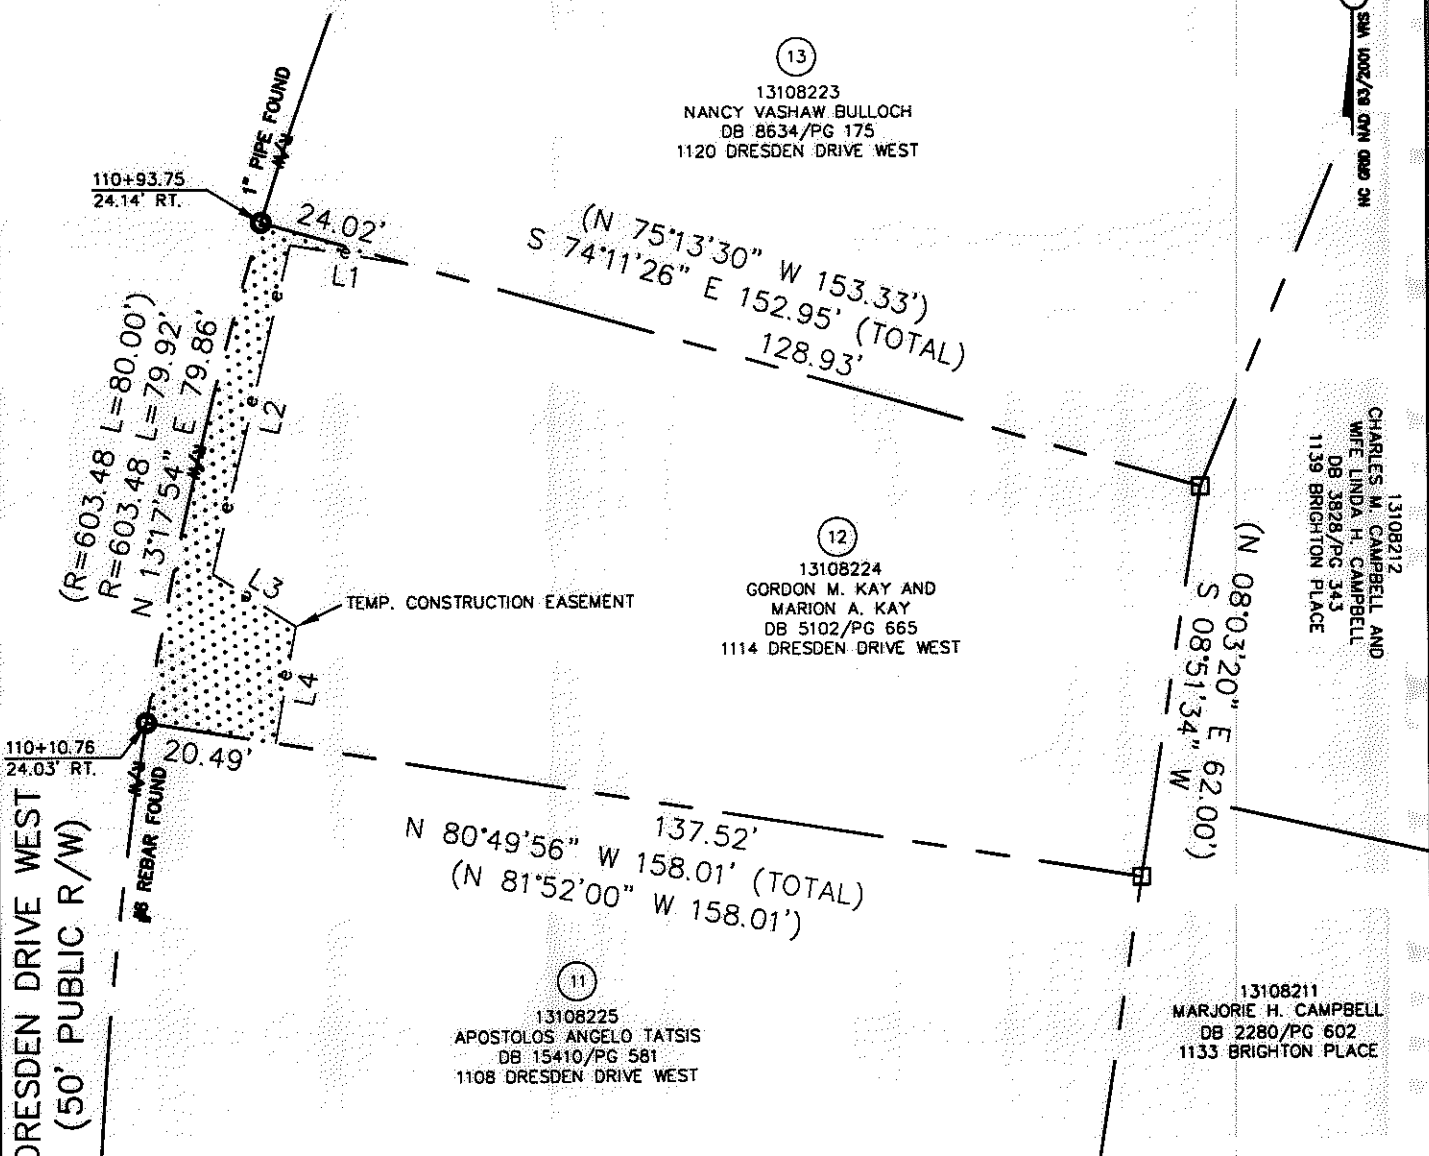 13
13108223
NANCY VASHAW BULLOCH
DB 8634/PG 175
1120 DRESDEN DRIVE WEST
NC GRID NAD 83/2001 VRS
1" PIPE FOUND
R/W
110+93.75
24.14' RT.
24.02'
L1
(N 75°13'30" W 153.33')
S 74°11'26" E 152.95' (TOTAL)
128.93'
(R=603.48 L=80.00')
R=603.48 L=79.92'
N 13°17'54" E 79.86'
R/W
e
e
e
e
L2
L3
e
TEMP. CONSTRUCTION EASEMENT
e
L4
12
13108224
GORDON M. KAY AND
MARION A. KAY
DB 5102/PG 665
1114 DRESDEN DRIVE WEST
13108212
CHARLES M. CAMPBELL AND
WIFE LINDA H. CAMPBELL
DB 3828/PG 343
1139 BRIGHTON PLACE
(N 08°03'20" E 62.00')
S 08°51'34" W
110+10.76
24.03' RT.
20.49'
R/W
#6 REBAR FOUND
137.52'
N 80°49'56" W 158.01' (TOTAL)
(N 81°52'00" W 158.01')
DRESDEN DRIVE WEST
(50' PUBLIC R/W)
11
13108225
APOSTOLOS ANGELO TATSIS
DB 15410/PG 581
1108 DRESDEN DRIVE WEST
13108211
MARJORIE H. CAMPBELL
DB 2280/PG 602
1133 BRIGHTON PLACE